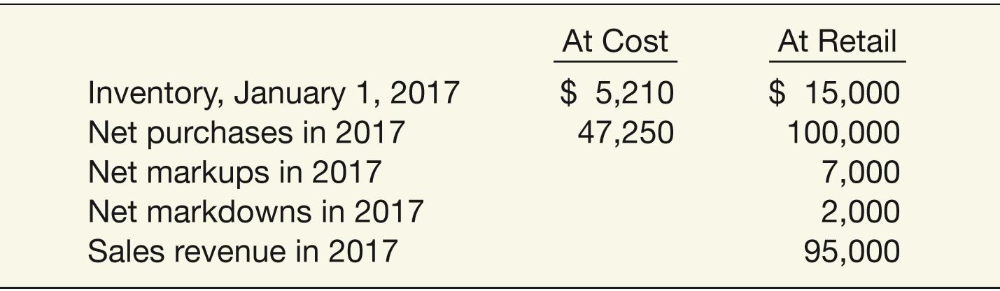 At Cost At Retail
Inventory, January 1, 2017 $ 5,210 $ 15,000
Net purchases in 2017 47,250 100,000
Net markups in 2017 7,000
Net markdowns in 2017 2,000
Sales revenue in 2017 95,000